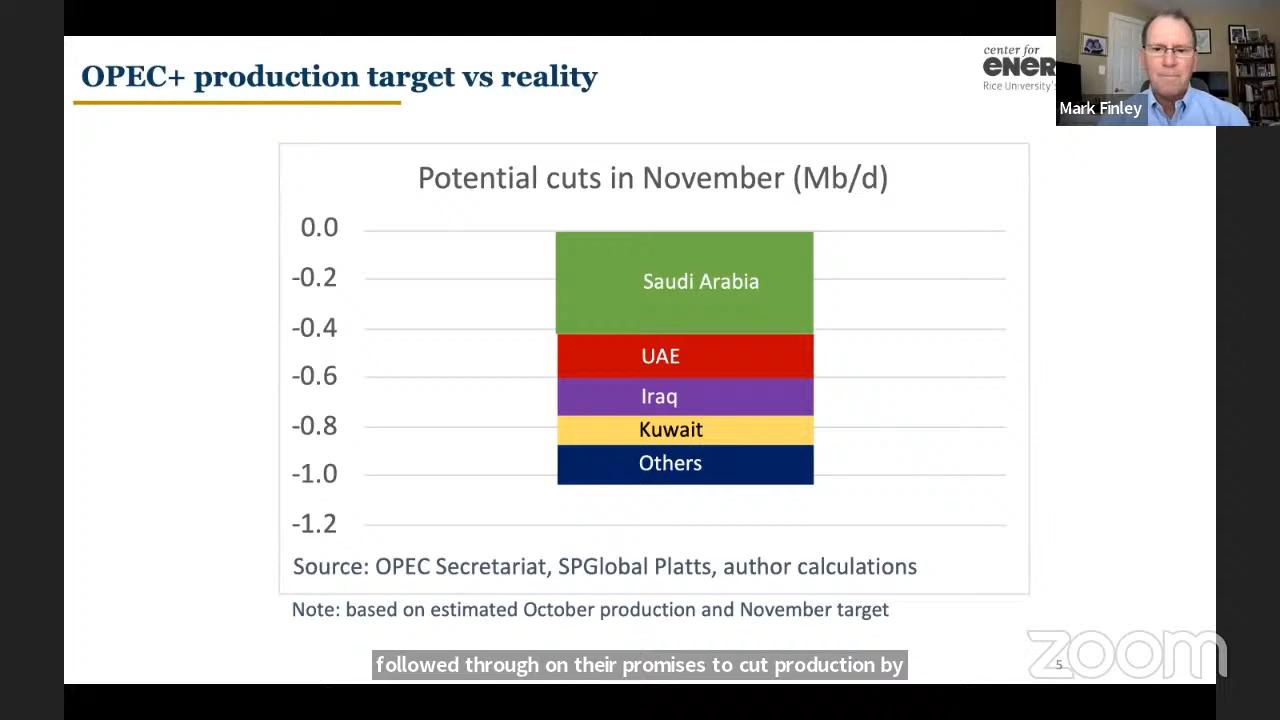 OPEC+ production target vs reality
center for
ENER
Rice University's
Mark Finley
Potential cuts in November (Mb/d)
0.0
-0.2
-0.4
-0.6
-0.8
-1.0
-1.2
Saudi Arabia
UAE
Iraq
Kuwait
Others
Source: OPEC Secretariat, SPGlobal Platts, author calculations
Note: based on estimated October production and November target
followed through on their promises to cut production by
5
zoom